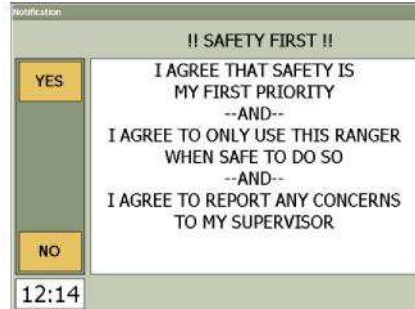 Notification
!! SAFETY FIRST !!
YES
I AGREE THAT SAFETY IS
MY FIRST PRIORITY
--AND--
I AGREE TO ONLY USE THIS RANGER
WHEN SAFE TO DO SO
--AND--
I AGREE TO REPORT ANY CONCERNS
TO MY SUPERVISOR
NO
12:14